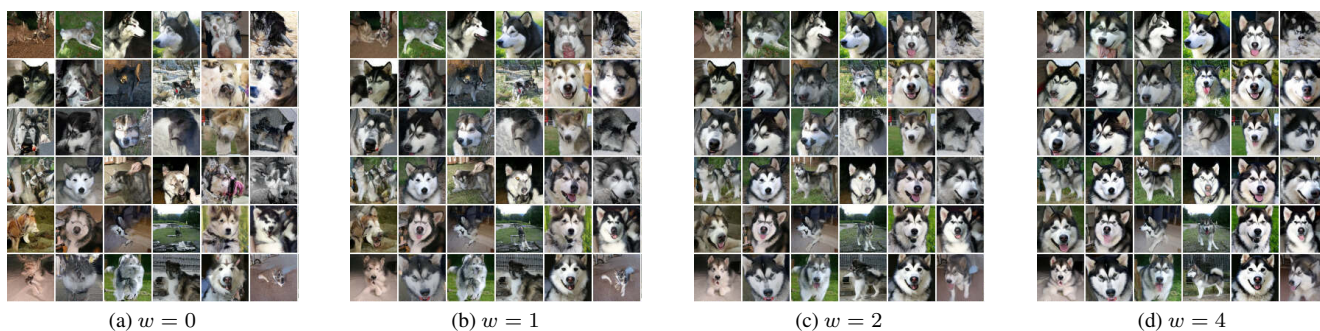 (a) w = 0
(b) w = 1
(c) w = 2
(d) w = 4